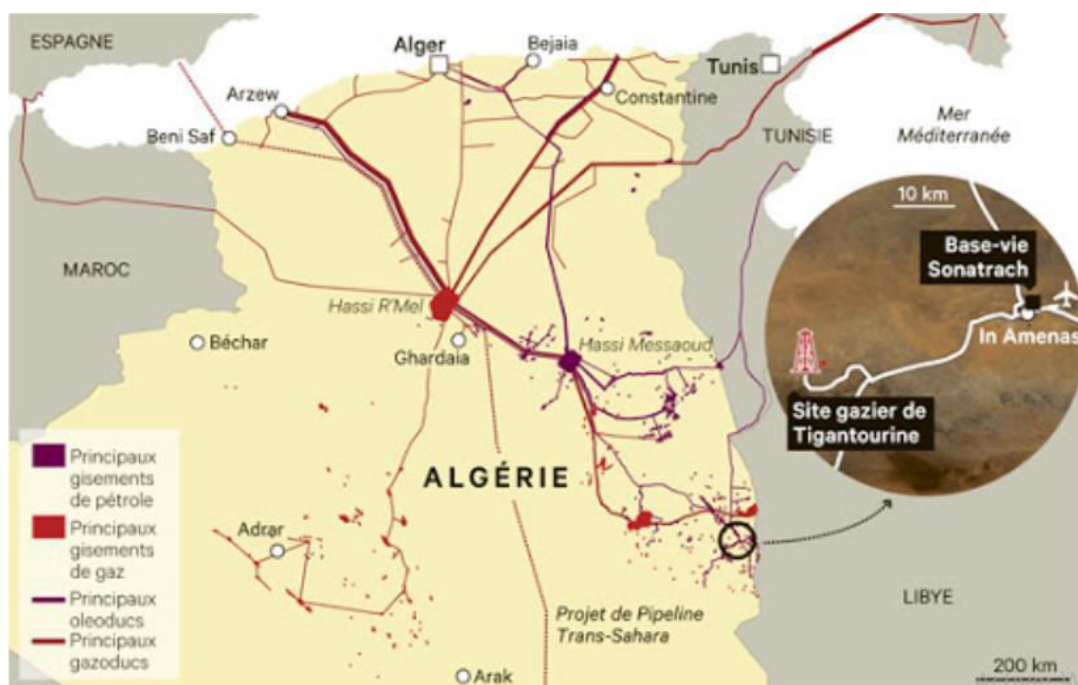 ESPAGNE
Alger
Bejaia
Tunis
Arzew
Constantine
Beni Saf
TUNISIE
Mer
Méditerranée
10 km
Base-vie
Sonatrach
MAROC
Hassi R'Mel
In Amenas
Béchar
Ghardaia
Hassi Messaoud
Site gazier de
Tigantourine
Principaux
gisements
de pétrole
ALGÉRIE
Principaux
gisements
de gaz
Adrar
Principaux
oleoducs
Projet de Pipeline
Trans-Sahara
LIBYE
Principaux
gazoducs
Arak
200 km